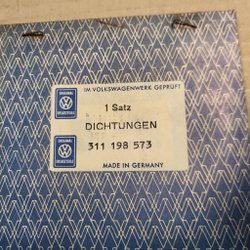 IM VOLKSWAGENWERK GEPRÜFT
1 Satz
DICHTUNGEN
311 198 573
MADE IN GERMANY